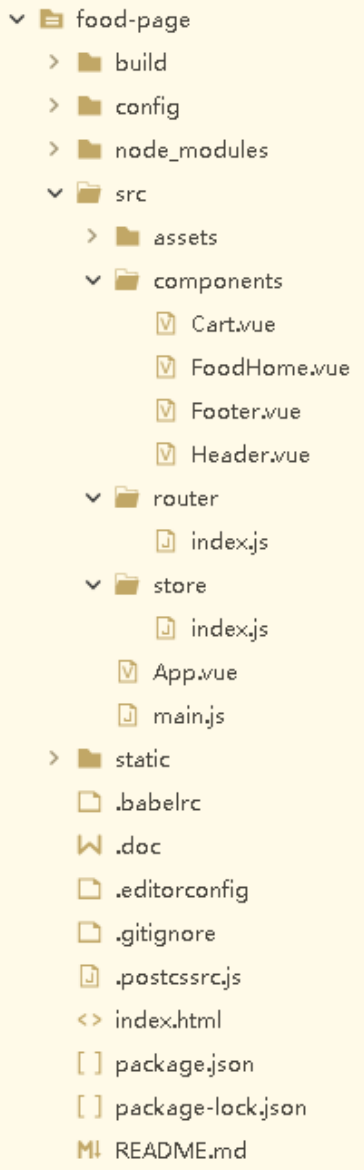 food-page
build
config
node_modules
src
assets
components
Cart.vue
FoodHome.vue
Footer.vue
Header.vue
router
index.js
store
index.js
App.vue
main.js
static
.babelrc
.doc
.editorconfig
.gitignore
.postcssrc.js
index.html
package.json
package-lock.json
README.md